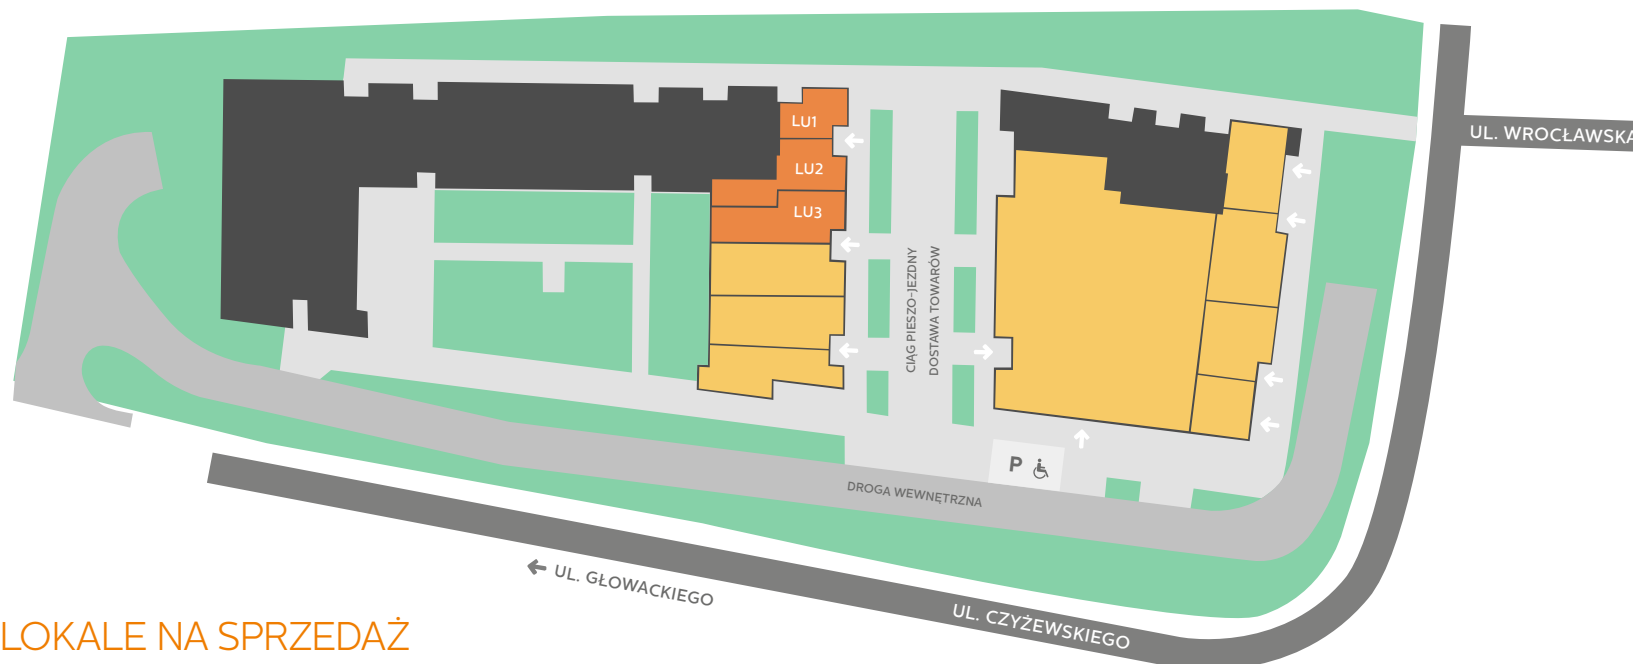 UL. WROCŁAWSKA
LU1
LU2
LU3
CIĄG PIESZO-JEZDNY
DOSTAWA TOWARÓW
P
DROGA WEWNĘTRZNA
UL. GŁOWACKIEGO
UL. CZYŻEWSKIEGO
LOKALE NA SPRZEDAŻ